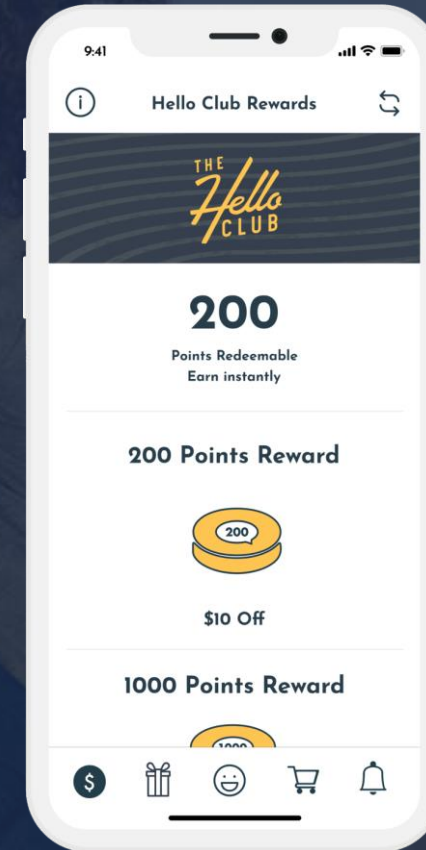 9:41
Hello Club Rewards
THE
Hello
CLUB
200
Points Redeemable
Earn instantly
200 Points Reward
200
$10 Off
1000 Points Reward
1000
$